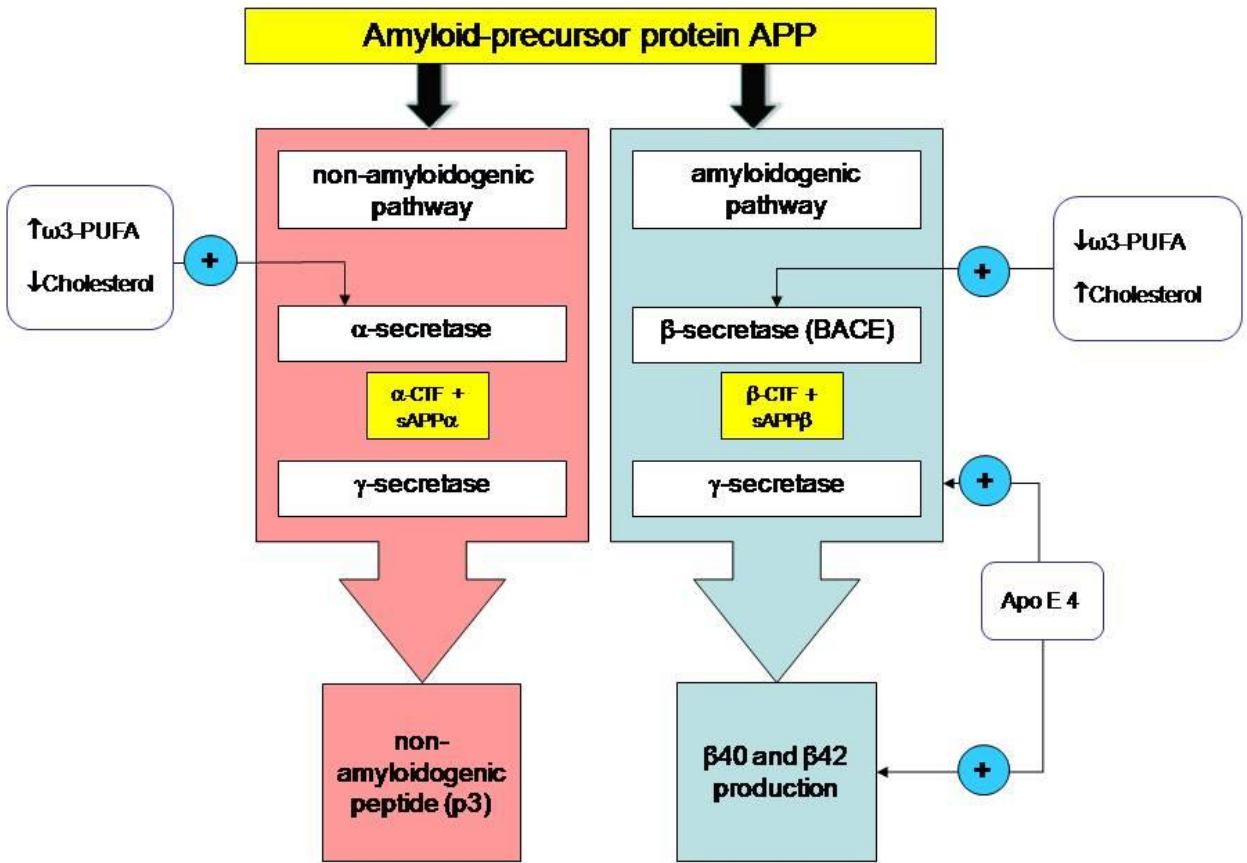 Amyloid-precursor protein APP
non-amyloidogenic
pathway
amyloidogenic
pathway
↑ω3-PUFA
↓Cholesterol
+
+
↓ω3-PUFA
↑Cholesterol
α-secretase
β-secretase (BACE)
α-CTF +
sAPPα
β-CTF +
sAPPβ
γ-secretase
γ-secretase
+
Apo E 4
non-
amyloidogenic
peptide (p3)
β40 and β42
production
+